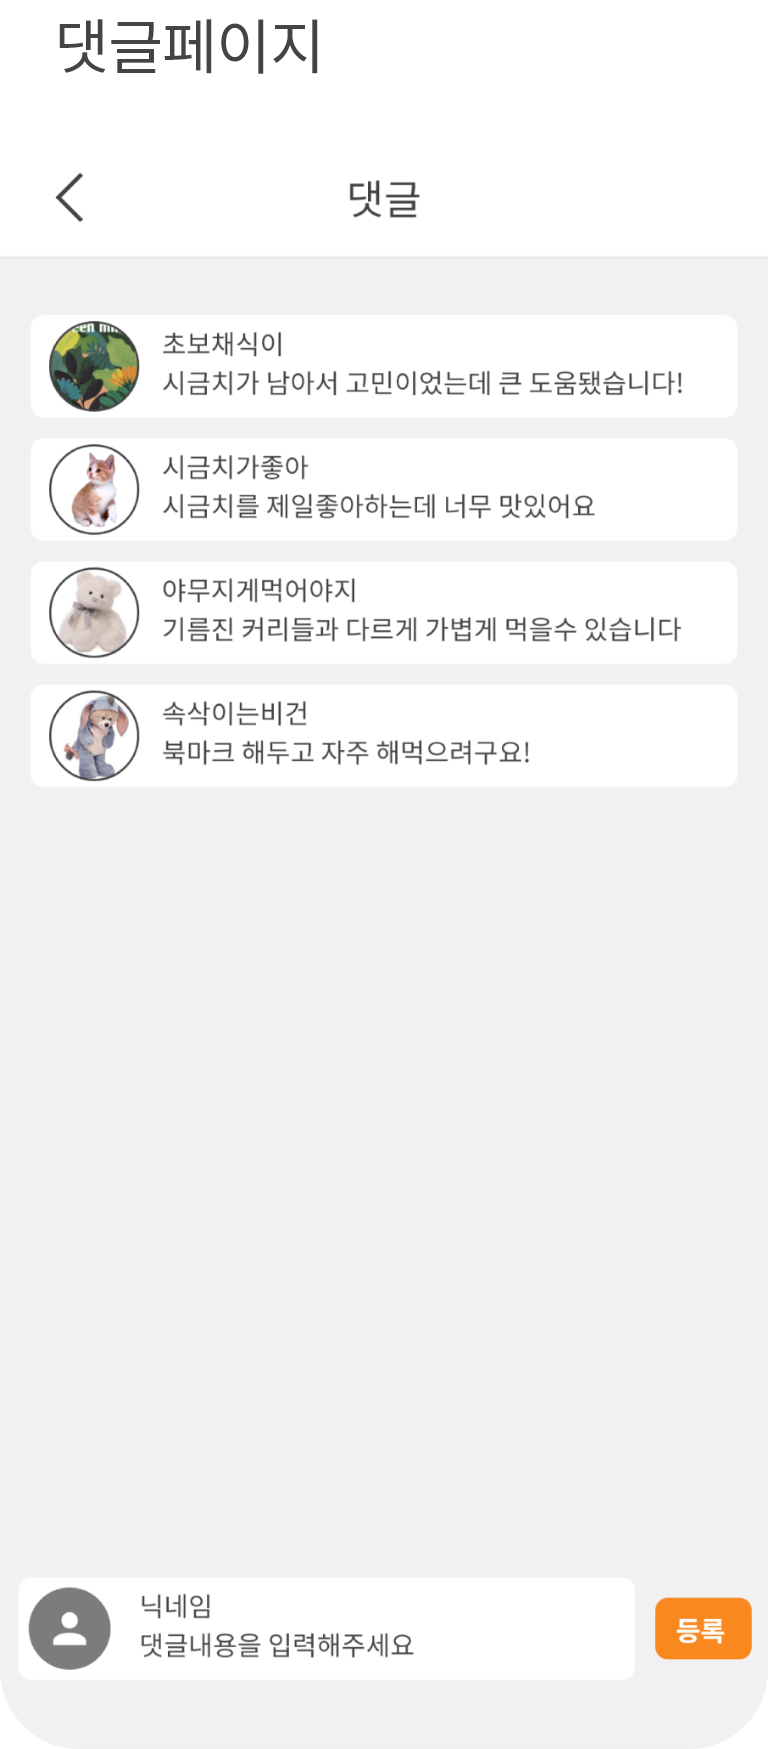 댓글페이지
댓글
초보채식이
시금치가 남아서 고민이었는데 큰 도움됐습니다!
시금치가좋아
시금치를 제일좋아하는데 너무 맛있어요
야무지게먹어야지
기름진 커리들과 다르게 가볍게 먹을수 있습니다
속삭이는비건
북마크 해두고 자주 해먹으려구요!
닉네임
댓글내용을 입력해주세요
등록